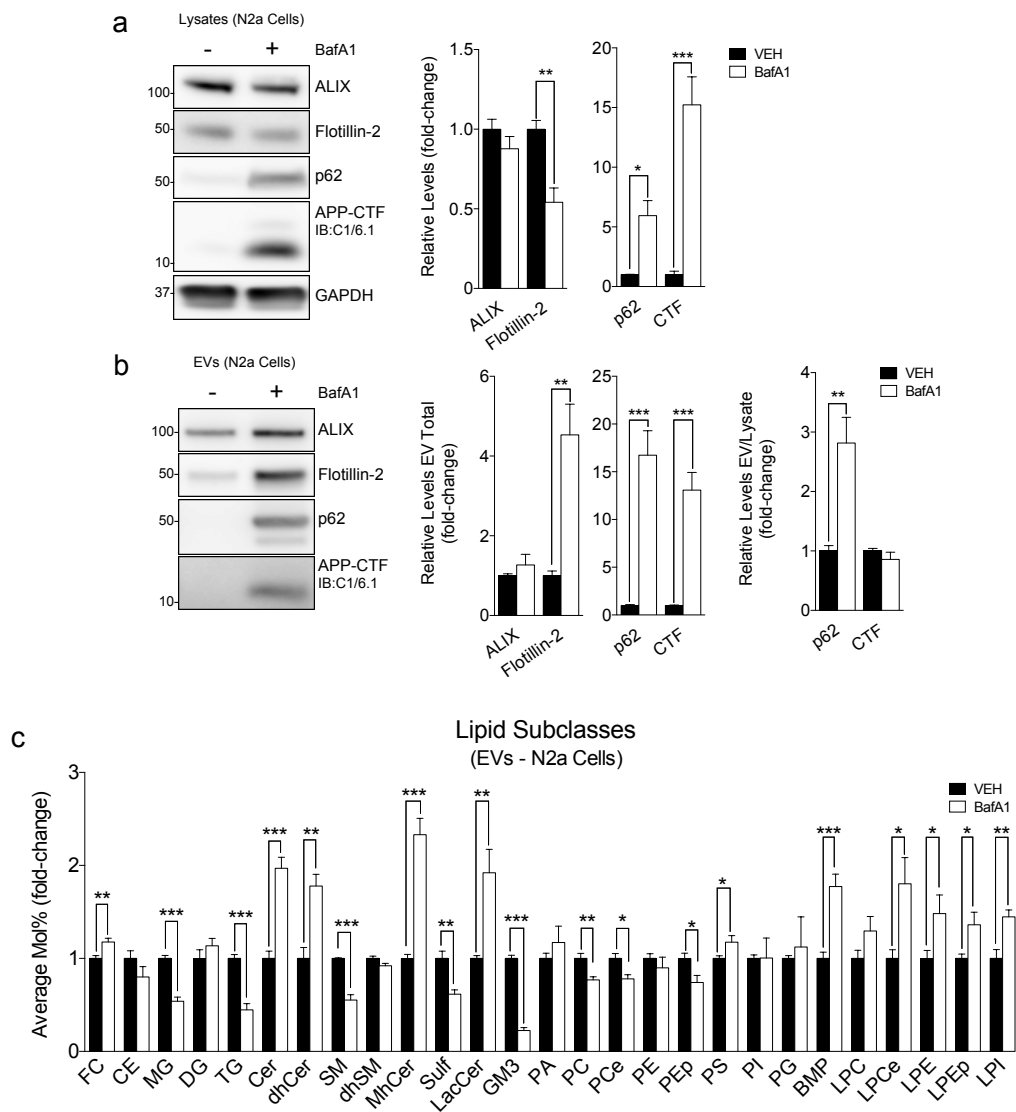 a
Lysates (N2a Cells)
- + BafA1
100 ALIX
50 Flotillin-2
50 p62
APP-CTF
IB:C1/6.1
10
37 GAPDH
Relative Levels (fold-change)
1.5
1.0
0.5
0
**
ALIX
Flotillin-2
20
15
10
5
0
*
***
p62
CTF
VEH
BafA1
b
EVs (N2a Cells)
- + BafA1
100 ALIX
50 Flotillin-2
50 p62
APP-CTF
IB:C1/6.1
10
Relative Levels EV Total
(fold-change)
6
4
2
0
**
ALIX
Flotillin-2
25
20
15
10
5
0
***
***
p62
CTF
Relative Levels EV/Lysate
(fold-change)
4
3
2
1
0
**
p62
CTF
VEH
BafA1
c
Lipid Subclasses
(EVs - N2a Cells)
VEH
BafA1
Average Mol% (fold-change)
3
2
1
0
** *** *** *** ** *** *** ** ** *** ** * * * *** * * * **
FC CE MG DG TG Cer dhCer SM dhSM MhCer Sulf LacCer GM3 PA PC PCe PE PEp PS PI PG BMP LPC LPCe LPE LPEp LPI